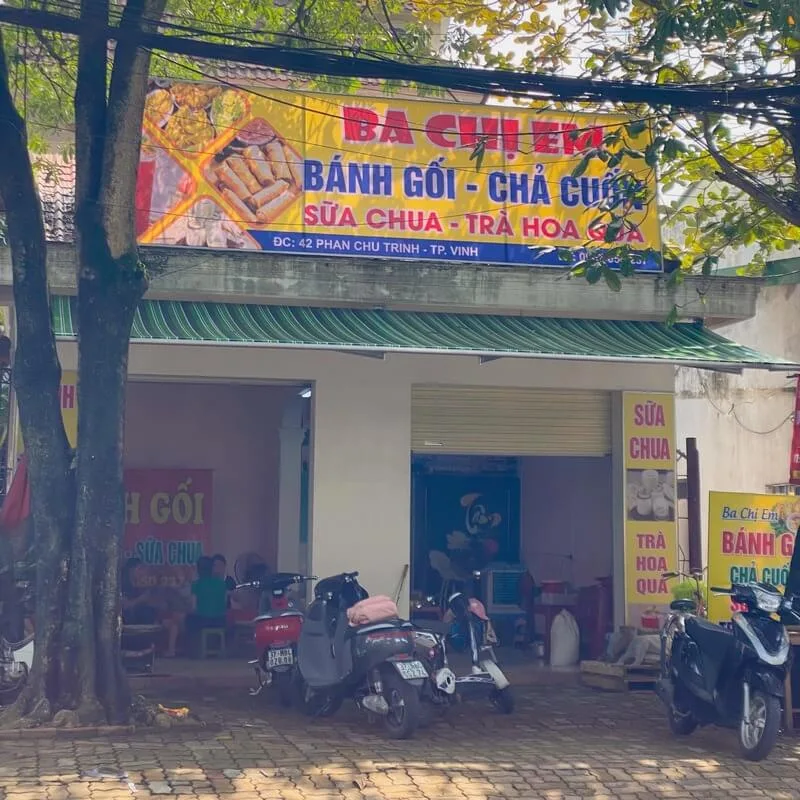 BA CHỊ EM
BÁNH GỐI - CHẢ CUỐN
SỮA CHUA - TRÀ HOA QUẢ
ĐC: 42 PHAN CHU TRINH - TP. VINH
H GỐI
SỮA CHUA
SỮA
CHUA
TRÀ
HOA
QUẢ
Ba Chị Em
BÁNH G
CHẢ CUỐ